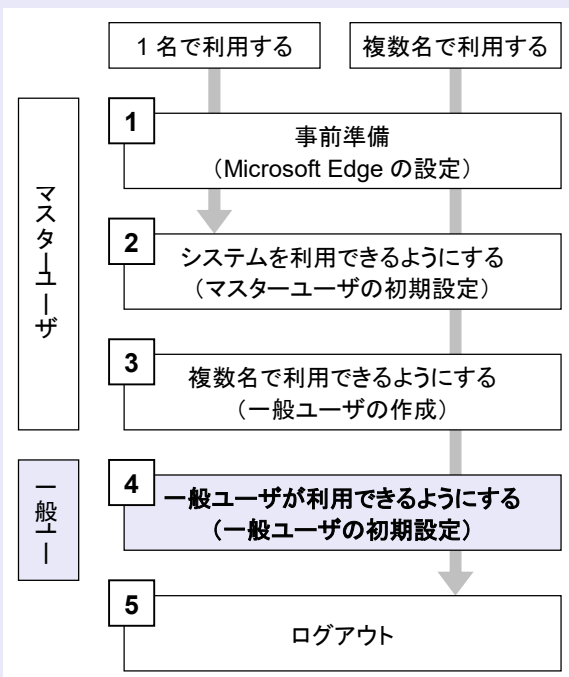 1名で利用する
複数名で利用する
マスターユーザ
1
事前準備
（Microsoft Edge の設定）
2
システムを利用できるようにする
（マスターユーザの初期設定）
3
複数名で利用できるようにする
（一般ユーザの作成）
一般ユー
4
一般ユーザが利用できるようにする
（一般ユーザの初期設定）
5
ログアウト